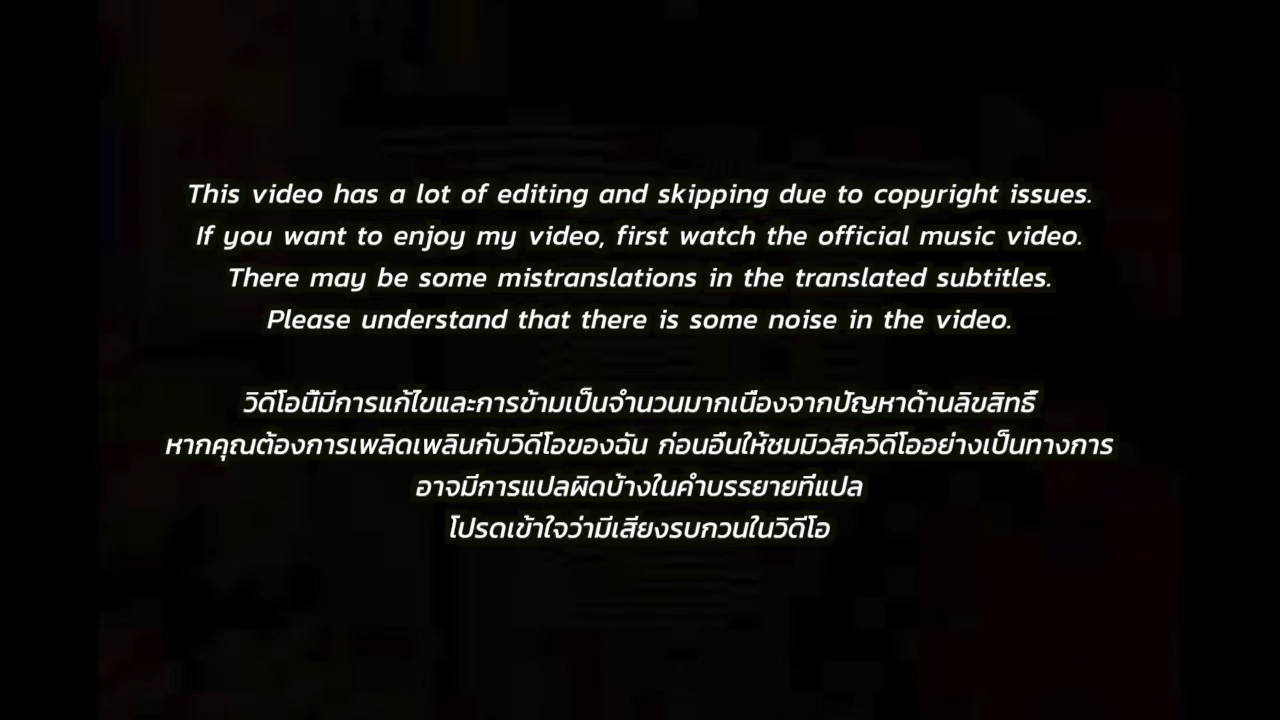 This video has a lot of editing and skipping due to copyright issues.
If you want to enjoy my video, first watch the official music video.
There may be some mistranslations in the translated subtitles.
Please understand that there is some noise in the video.
วิดีโอนี้มีการแก้ไขและการข้ามเป็นจำนวนมากเนื่องจากปัญหาด้านลิขสิทธิ์
หากคุณต้องการเพลิดเพลินกับวิดีโอของฉัน ก่อนอื่นให้ชมมิวสิควิดีโออย่างเป็นทางการ
อาจมีการแปลผิดบ้างในคำบรรยายที่แปล
โปรดเข้าใจว่ามีเสียงรบกวนในวิดีโอ